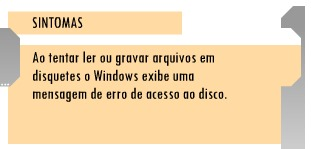 SINTOMAS
Ao tentar ler ou gravar arquivos em
disquetes o Windows exibe uma
mensagem de erro de acesso ao disco.